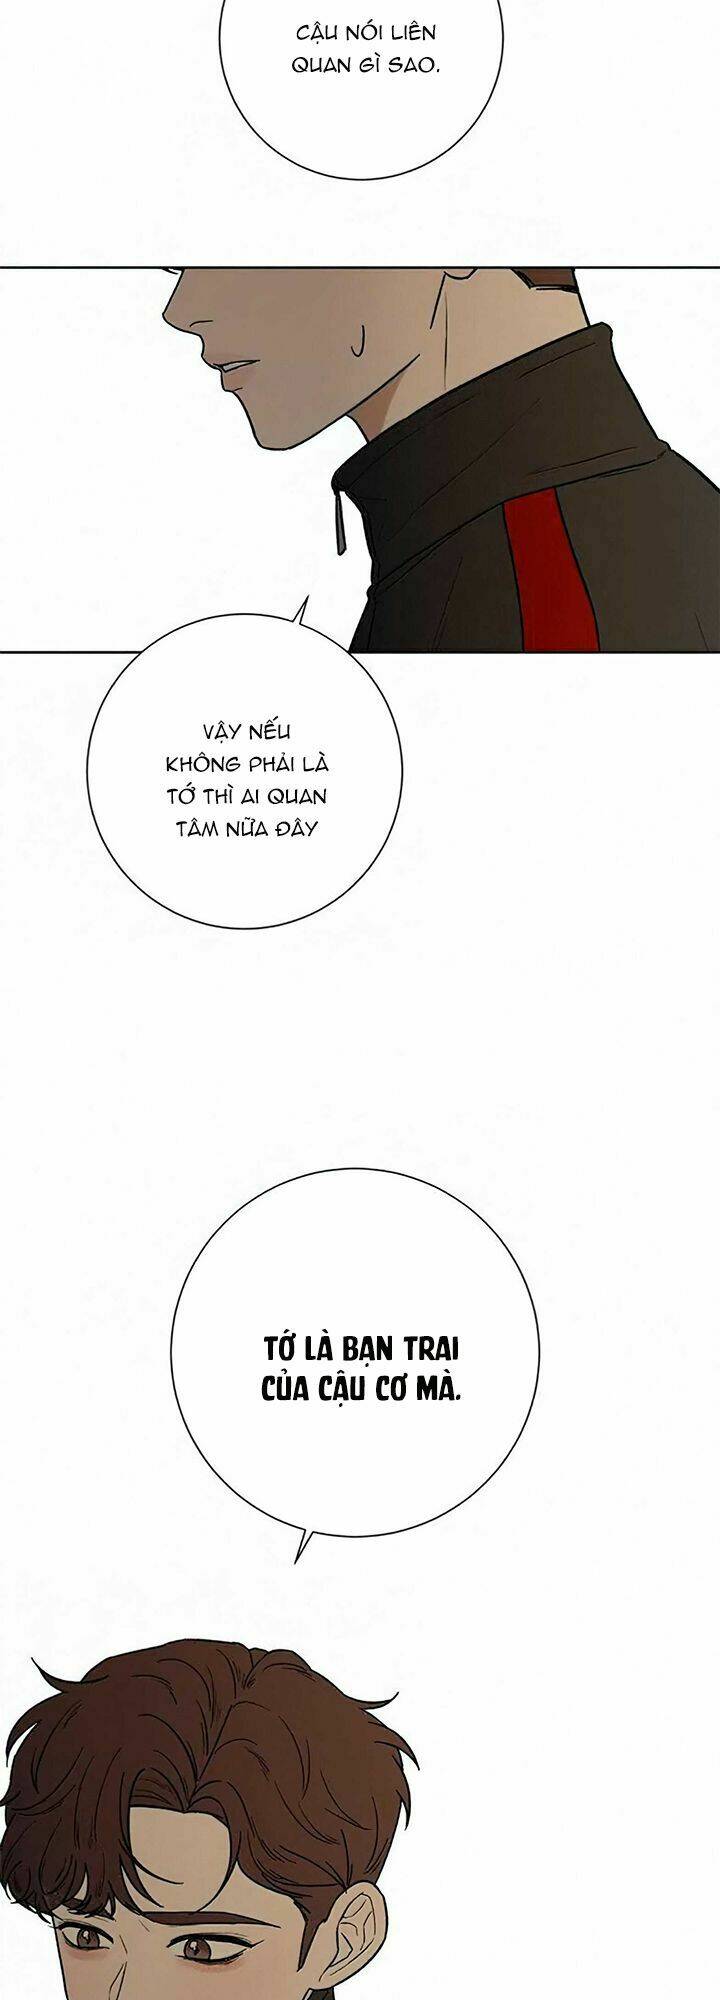 CẬU NÓI LIÊN
QUAN GÌ SAO.
VẬY NẾU
KHÔNG PHẢI LÀ
TỚ THÌ AI QUAN
TÂM NỮA ĐÂY
TỚ LÀ BẠN TRAI
CỦA CẬU CƠ MÀ.